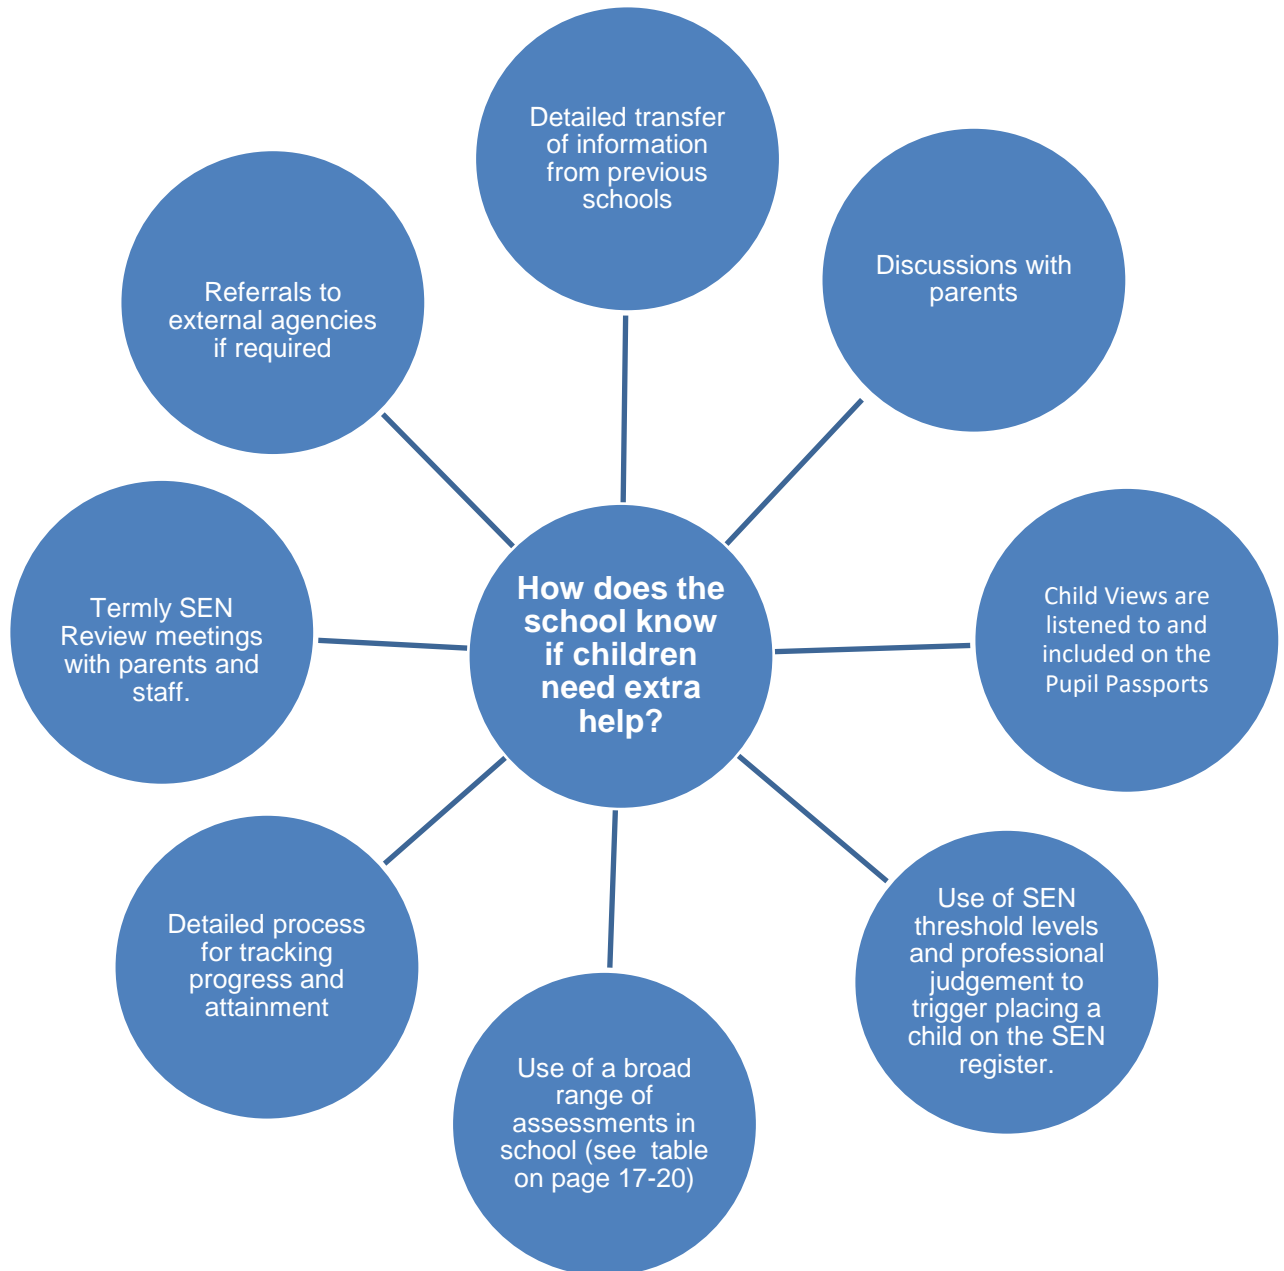 Detailed transfer
of information
from previous
schools
Discussions with
parents
Child Views are
listened to and
included on the
Pupil Passports
Use of SEN
threshold levels
and professional
judgement to
trigger placing a
child on the SEN
register.
Use of a broad
range of
assessments in
school (see  table
on page 17-20)
Detailed process
for tracking
progress and
attainment
Termly SEN
Review meetings
with parents and
staff.
Referrals to
external agencies
if required
How does the
school know
if children
need extra
help?